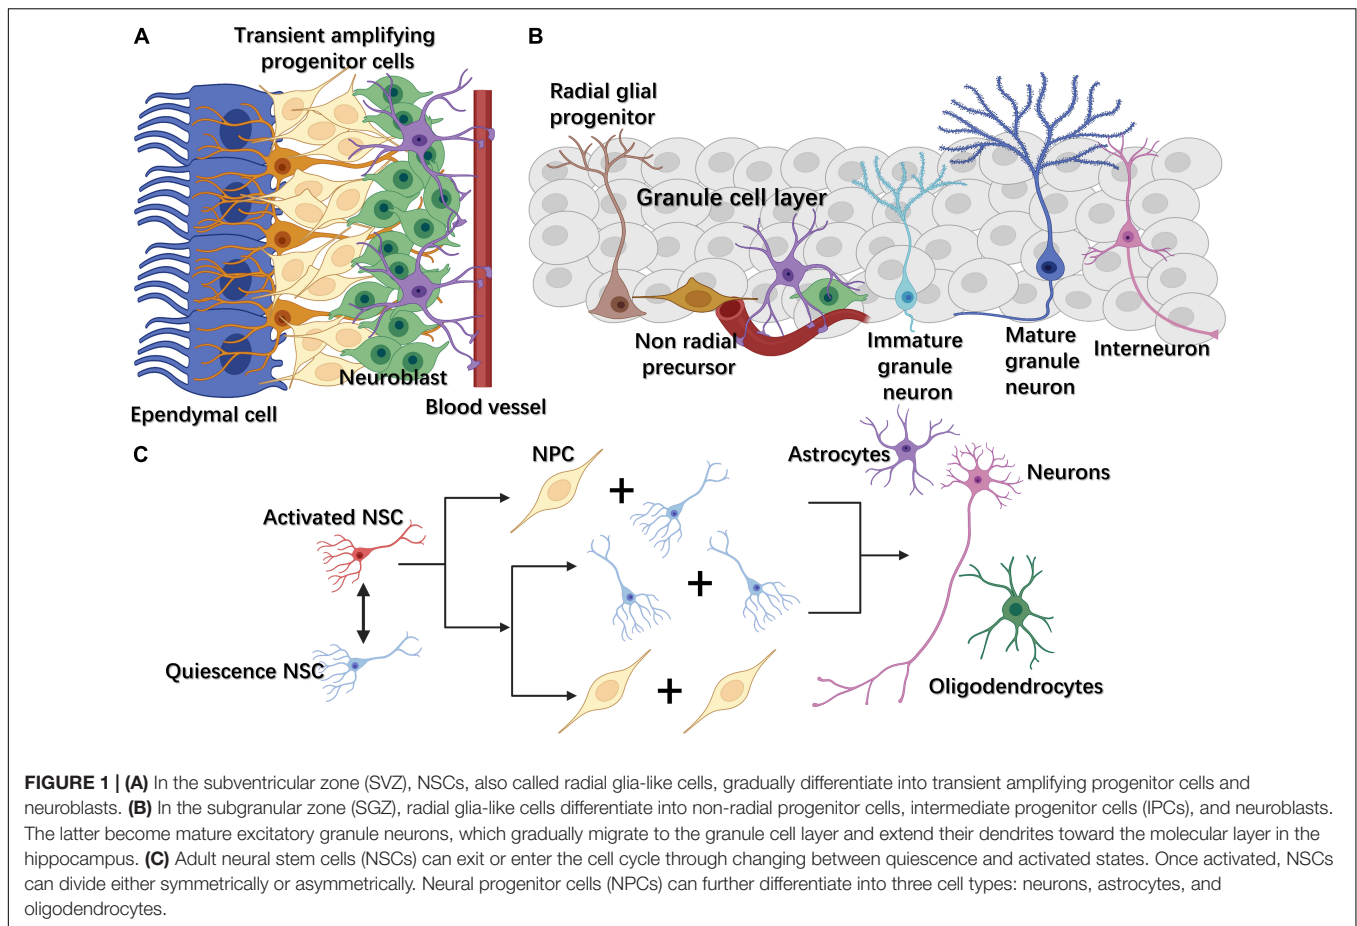 A
Transient amplifying
progenitor cells
Neuroblast
Ependymal cell
Blood vessel
B
Radial glial
progenitor
Granule cell layer
Non radial
precursor
Immature
granule
neuron
Mature
granule
neuron
Interneuron
C
NPC
Activated NSC
Quiescence NSC
+
+
+
Astrocytes
Neurons
Oligodendrocytes
FIGURE 1 | (A) In the subventricular zone (SVZ), NSCs, also called radial glia-like cells, gradually differentiate into transient amplifying progenitor cells and
neuroblasts. (B) In the subgranular zone (SGZ), radial glia-like cells differentiate into non-radial progenitor cells, intermediate progenitor cells (IPCs), and neuroblasts.
The latter become mature excitatory granule neurons, which gradually migrate to the granule cell layer and extend their dendrites toward the molecular layer in the
hippocampus. (C) Adult neural stem cells (NSCs) can exit or enter the cell cycle through changing between quiescence and activated states. Once activated, NSCs
can divide either symmetrically or asymmetrically. Neural progenitor cells (NPCs) can further differentiate into three cell types: neurons, astrocytes, and
oligodendrocytes.